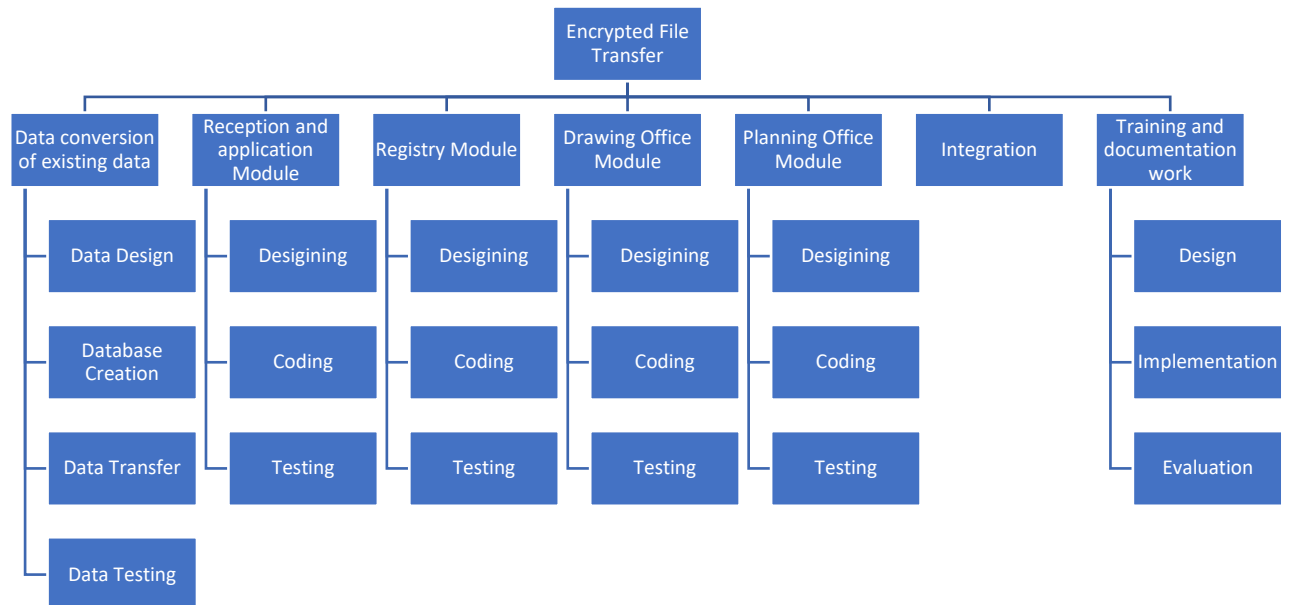 Encrypted File
Transfer
Data conversion
of existing data
Reception and
application
Module
Registry Module
Drawing Office
Module
Planning Office
Module
Integration
Training and
documentation
work
Data Design
Desigining
Desigining
Desigining
Desigining
Design
Database
Creation
Coding
Coding
Coding
Coding
Implementation
Data Transfer
Testing
Testing
Testing
Testing
Evaluation
Data Testing